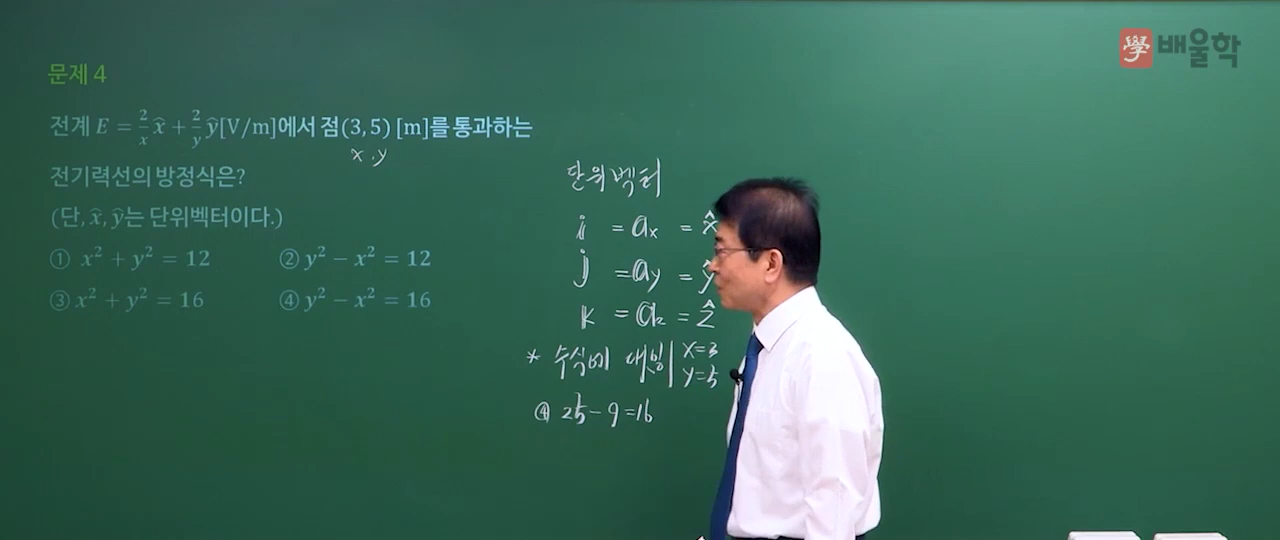 學 배울학
문제 4
전계 E = 2/x x̂ + 2/y ŷ[V/m]에서 점(3, 5) [m]를 통과하는
x . y
전기력선의 방정식은?
(단, x̂, ŷ는 단위벡터이다.)
① x² + y² = 12
② y² − x² = 12
③ x² + y² = 16
④ y² − x² = 16
단위벡터
i = aₓ = x̂
j = ay = ŷ
k = az = ẑ
* 수식에 대입 | x=3
y=5
④ 25 − 9 = 16